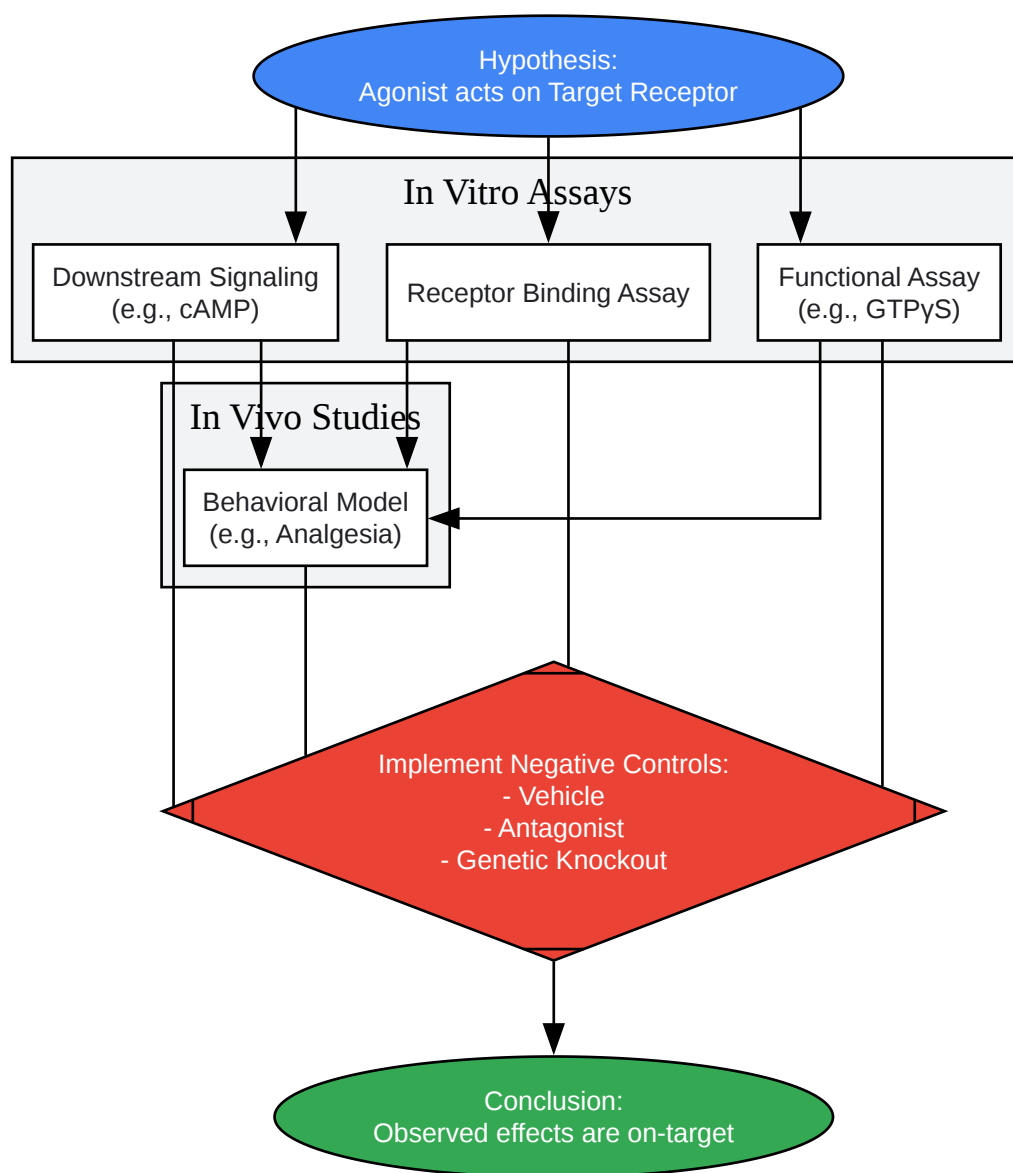 Hypothesis:
Agonist acts on Target Receptor
In Vitro Assays
Downstream Signaling
(e.g., cAMP)
Receptor Binding Assay
Functional Assay
(e.g., GTPγS)
In Vivo Studies
Behavioral Model
(e.g., Analgesia)
Implement Negative Controls:
- Vehicle
- Antagonist
- Genetic Knockout
Conclusion:
Observed effects are on-target